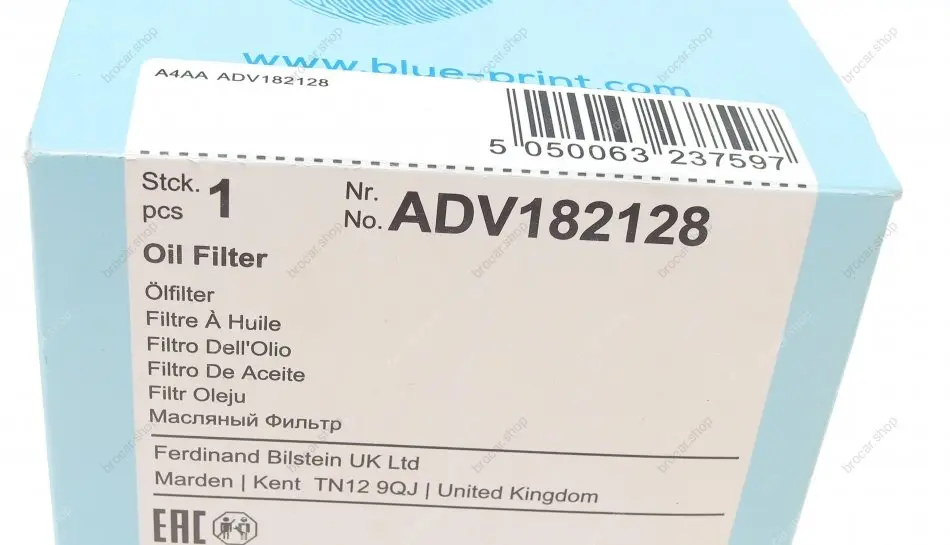 www.blue-print.com
A4AA ADV182128
5 050063 237597
Stck. 1
pcs
Nr.
No. ADV182128
Oil Filter
Ölfilter
Filtre À Huile
Filtro Dell'Olio
Filtro De Aceite
Filtr Oleju
Масляный Фильтр
Ferdinand Bilstein UK Ltd
Marden | Kent TN12 9QJ | United Kingdom
EAC
brocar.shop